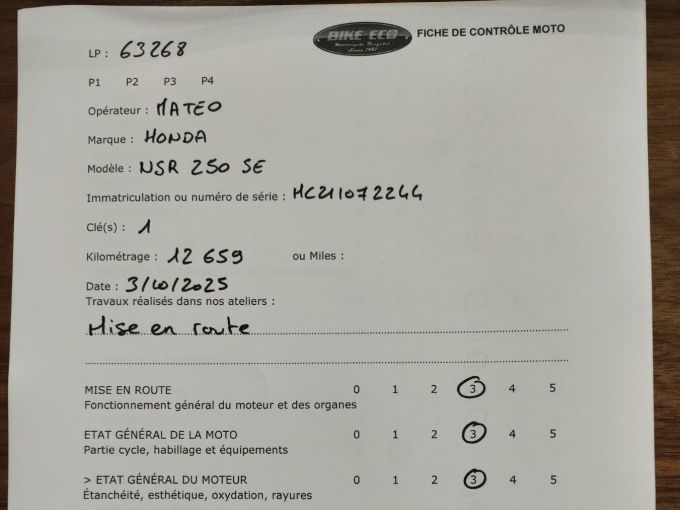 LP : 63268
BIKE ECO
Motorcycle Recycler
Since 1981
FICHE DE CONTRÔLE MOTO
P1 P2 P3 P4
Opérateur : MATEO
Marque : HONDA
Modèle : NSR 250 SE
Immatriculation ou numéro de série : MC211072244
Clé(s) : 1
Kilométrage : 12 659 ou Miles :
Date : 3/10/2025
Travaux réalisés dans nos ateliers :
Mise en route
MISE EN ROUTE 0 1 2 3 4 5
Fonctionnement général du moteur et des organes
ETAT GÉNÉRAL DE LA MOTO 0 1 2 3 4 5
Partie cycle, habillage et équipements
> ETAT GÉNÉRAL DU MOTEUR 0 1 2 3 4 5
Étanchéité, esthétique, oxydation, rayures